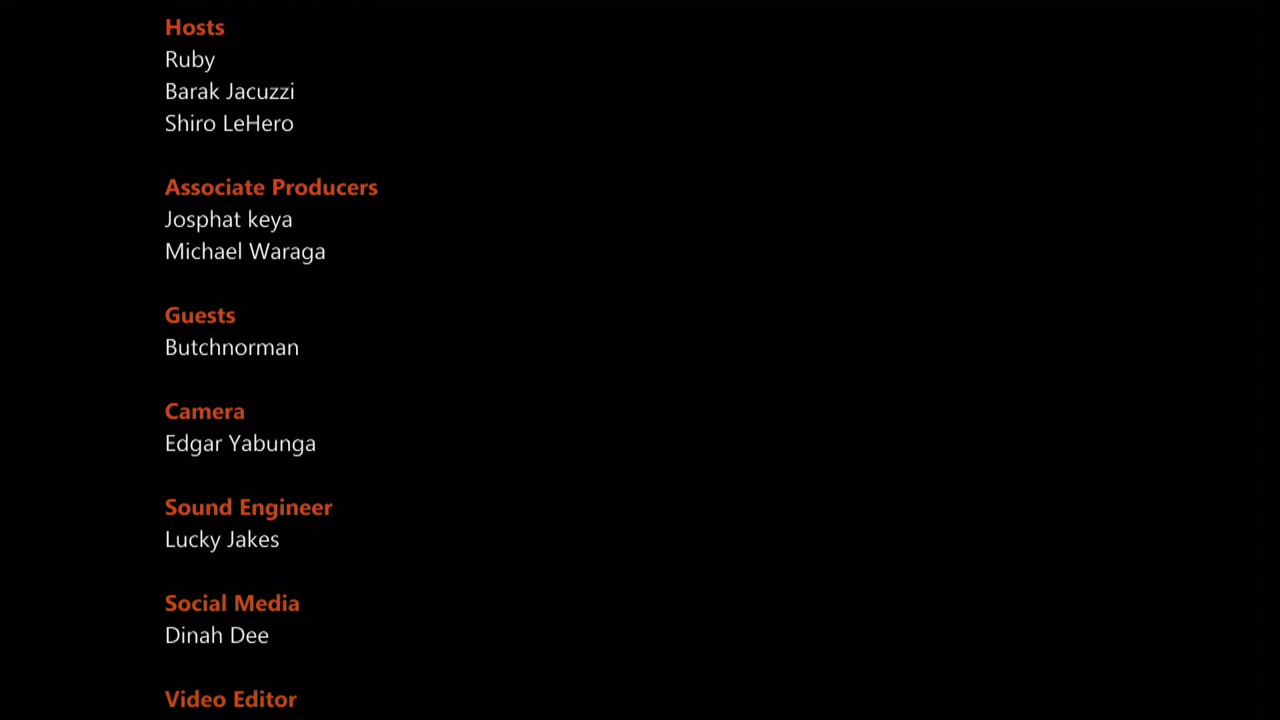 Hosts
Ruby
Barak Jacuzzi
Shiro LeHero
Associate Producers
Josphat keya
Michael Waraga
Guests
Butchnorman
Camera
Edgar Yabunga
Sound Engineer
Lucky Jakes
Social Media
Dinah Dee
Video Editor